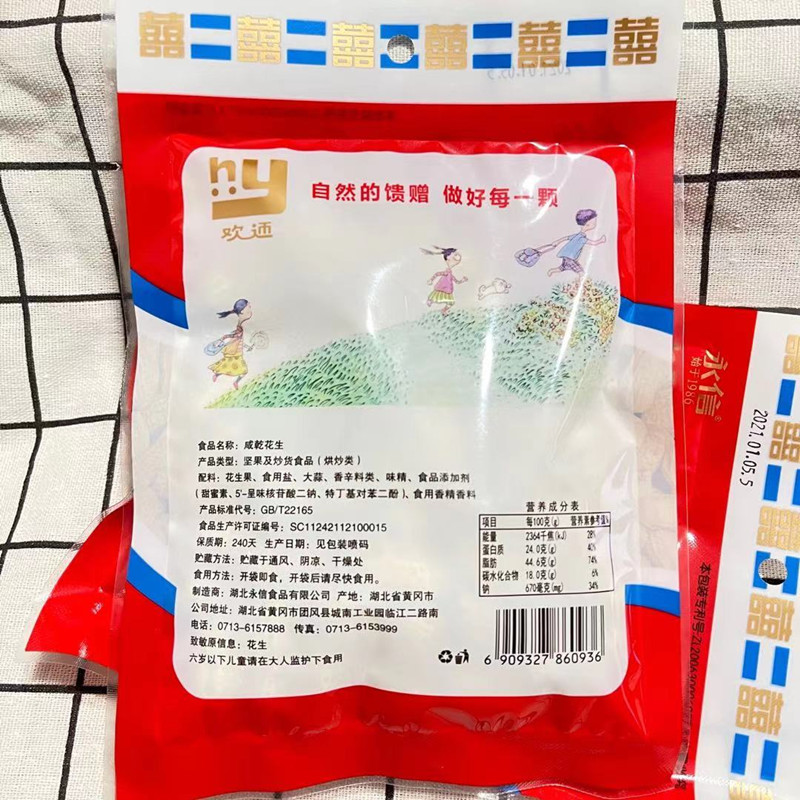 囍 囍 囍 囍 囍 囍
hy
欢迊
自然的馈赠 做好每一颗
食品名称：咸乾花生
产品类型：坚果及炒货食品（烘炒类）
配料：花生果、食用盐、大蒜、香辛料类、味精、食品添加剂
（甜蜜素、5'-呈味核苷酸二钠、特丁基对苯二酚）、食用香精香料
产品标准代号：GB/T22165
食品生产许可证编号：SC11242112100015
保质期：240天 生产日期：见包装喷码
贮藏方法：贮藏于通风、阴凉、干燥处
食用方法：开袋即食，开袋后请尽快食用。
制造商：湖北永信食品有限公司 产地：湖北省黄冈市
公司地址：湖北省黄冈市团风县城南工业园临江二路南
电话：0713-6157888 传真：0713-6153999
致敏原信息：花生
六岁以下儿童请在大人监护下食用
营养成分表
项目 每100克(g) 营养素参考值%
能量 2364千焦(kJ) 28%
蛋白质 24.0克(g) 40%
脂肪 44.6克(g) 74%
碳水化合物 18.0克(g) 6%
钠 670毫克(mg) 34%
6 909327 860936
永信®
始于1986
2021.01.05.5
囍 囍 囍 囍 囍
本包装专利号: